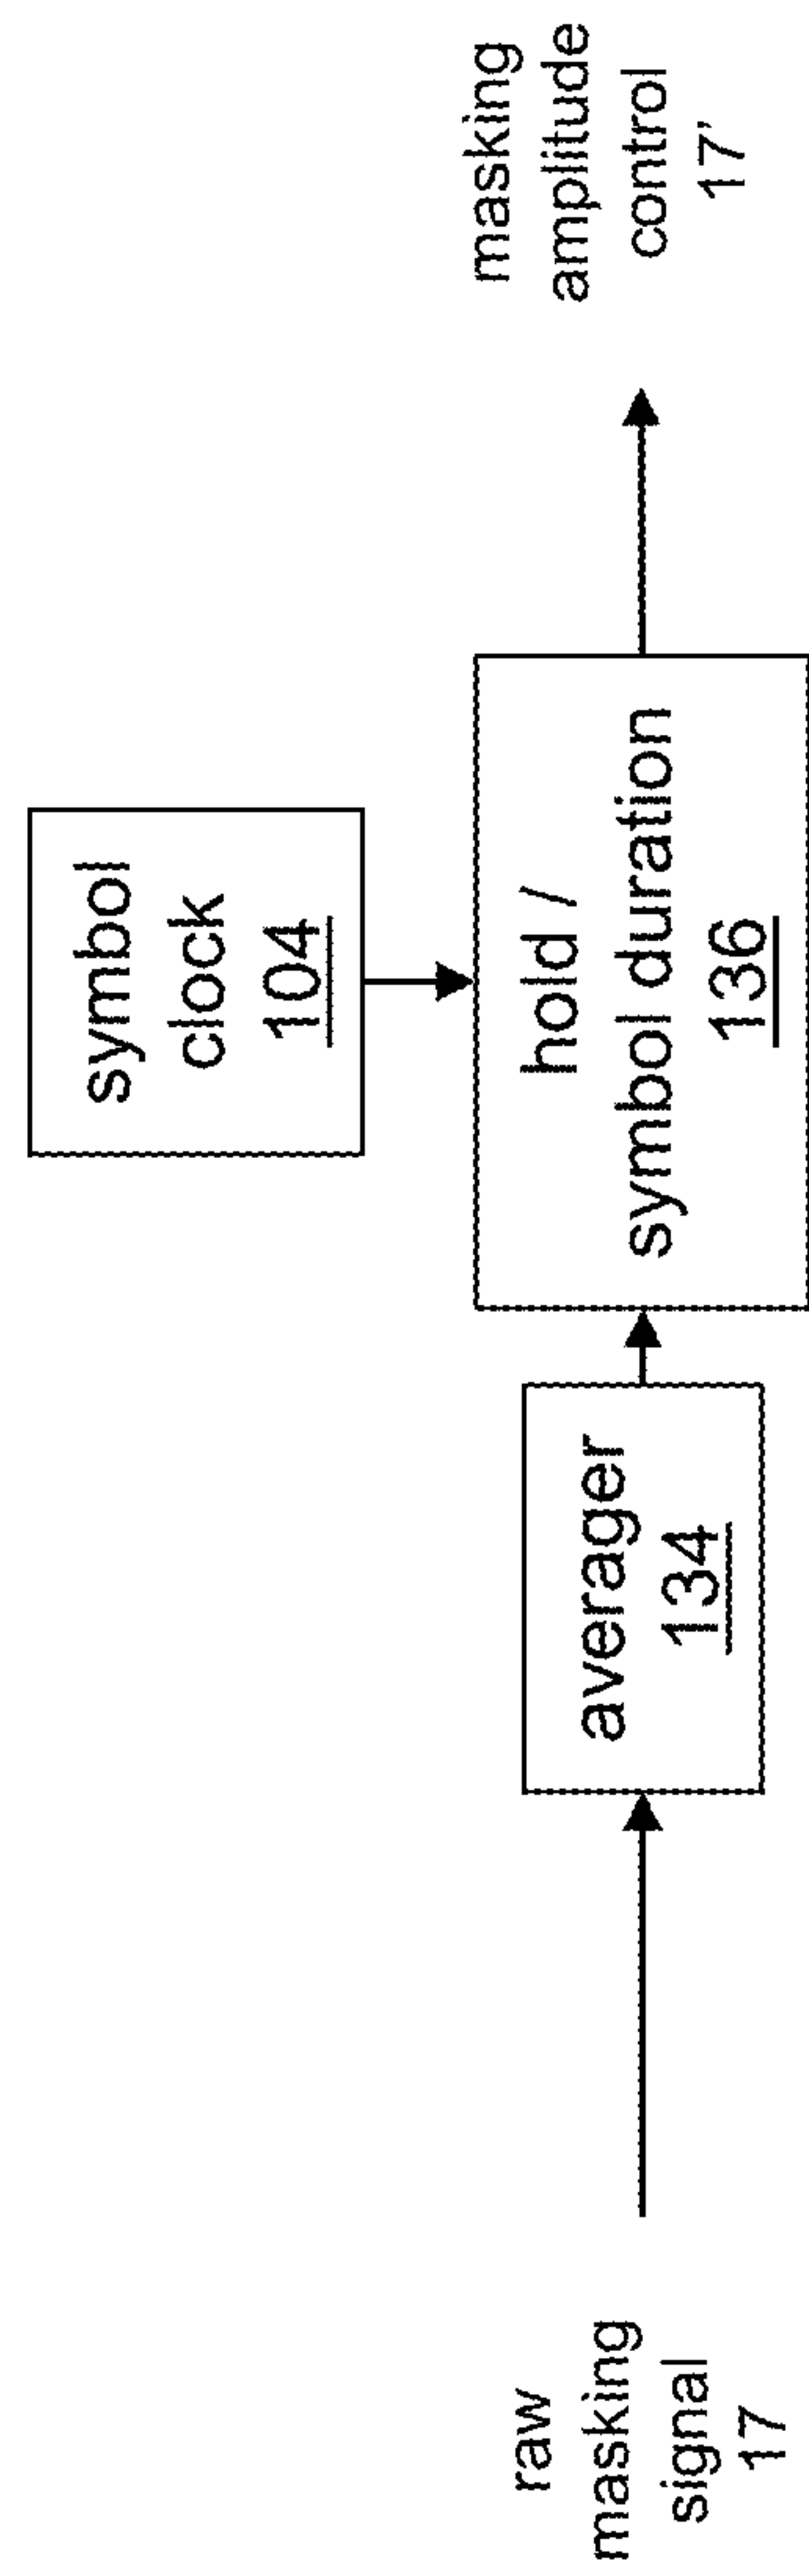 symbol
clock
104
raw
masking
signal
17
averager
134
hold /
symbol duration
136
masking
amplitude
control
17'